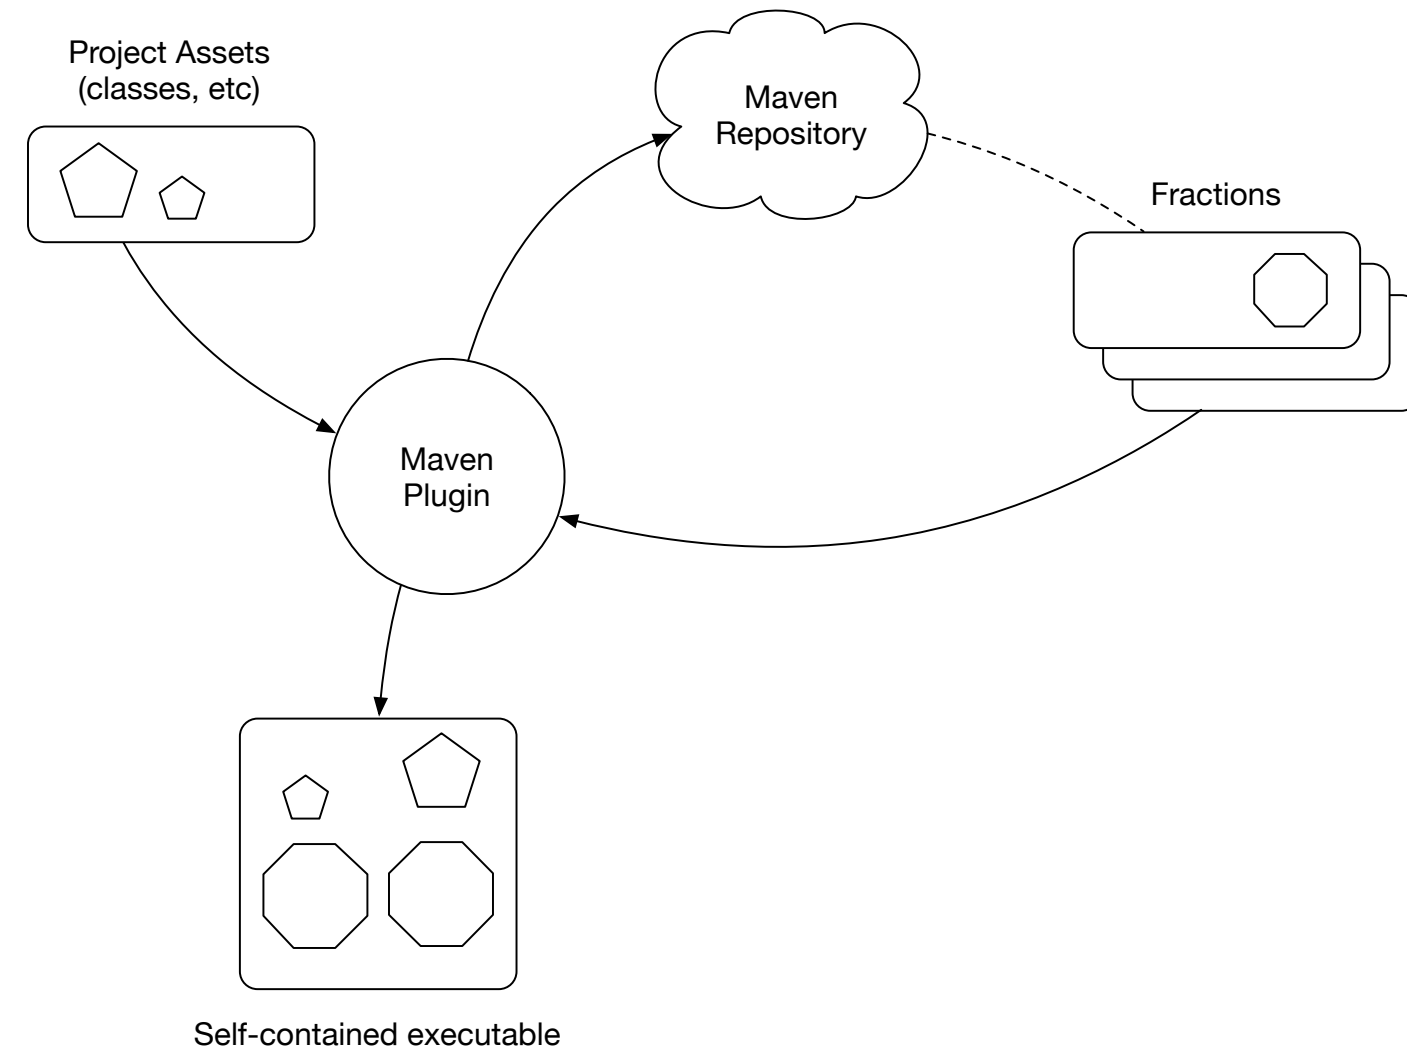 Project Assets
(classes, etc)
Maven
Repository
Fractions
Maven
Plugin
Self-contained executable